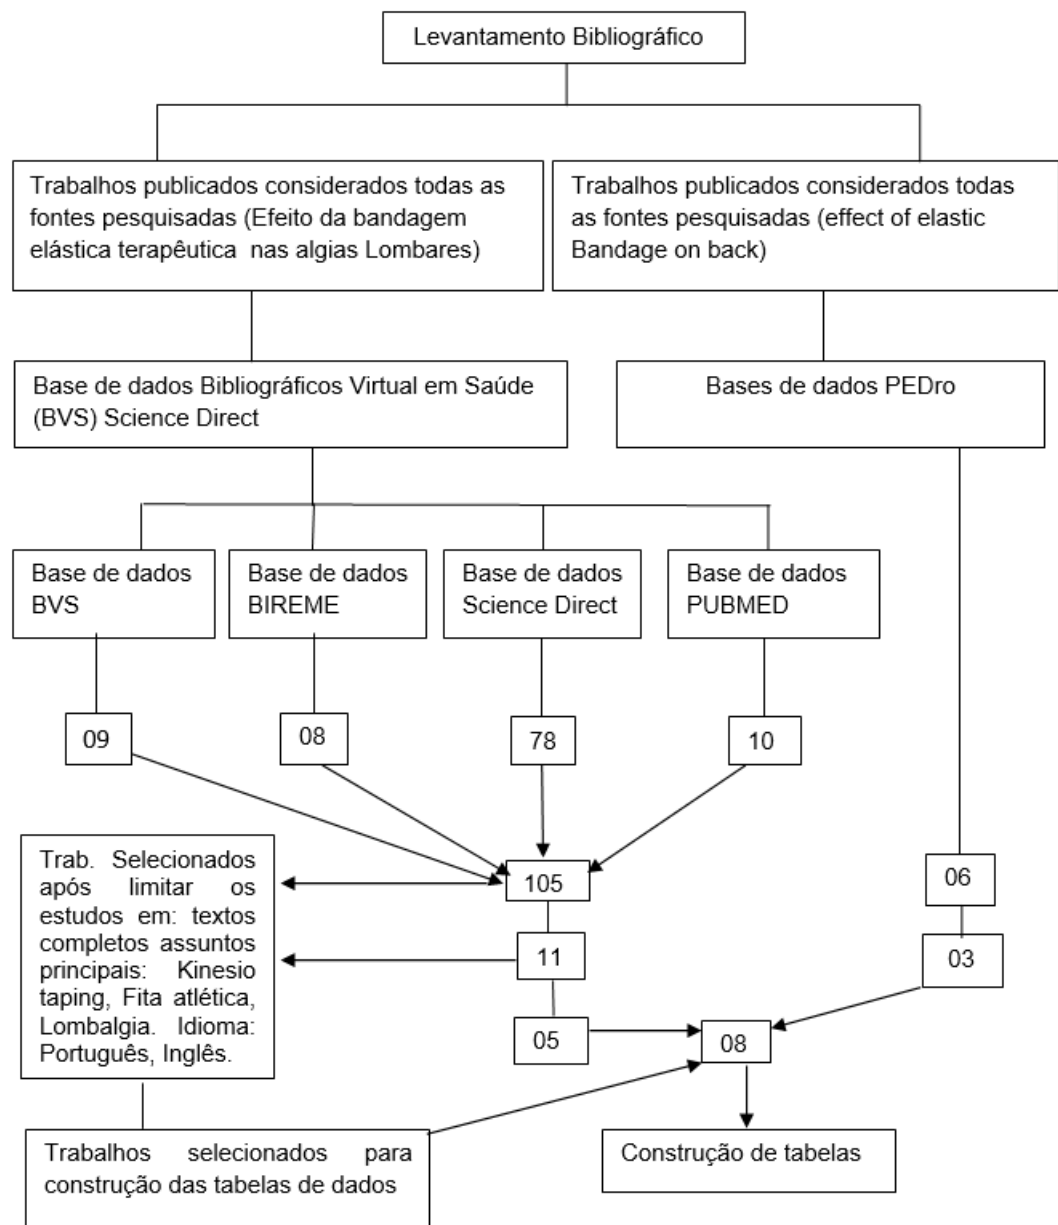 Levantamento Bibliográfico
Trabalhos publicados considerados todas as
fontes pesquisadas (Efeito da bandagem
elástica terapêutica nas algias Lombares)
Trabalhos publicados considerados todas
as fontes pesquisadas (effect of elastic
Bandage on back)
Base de dados Bibliográficos Virtual em Saúde
(BVS) Science Direct
Bases de dados PEDro
Base de dados
BVS
Base de dados
BIREME
Base de dados
Science Direct
Base de dados
PUBMED
09
08
78
10
Trab. Selecionados
após limitar os
estudos em: textos
completos assuntos
principais: Kinesio
taping, Fita atlética,
Lombalgia. Idioma:
Português, Inglês.
105
06
11
03
05
08
Trabalhos selecionados para
construção das tabelas de dados
Construção de tabelas